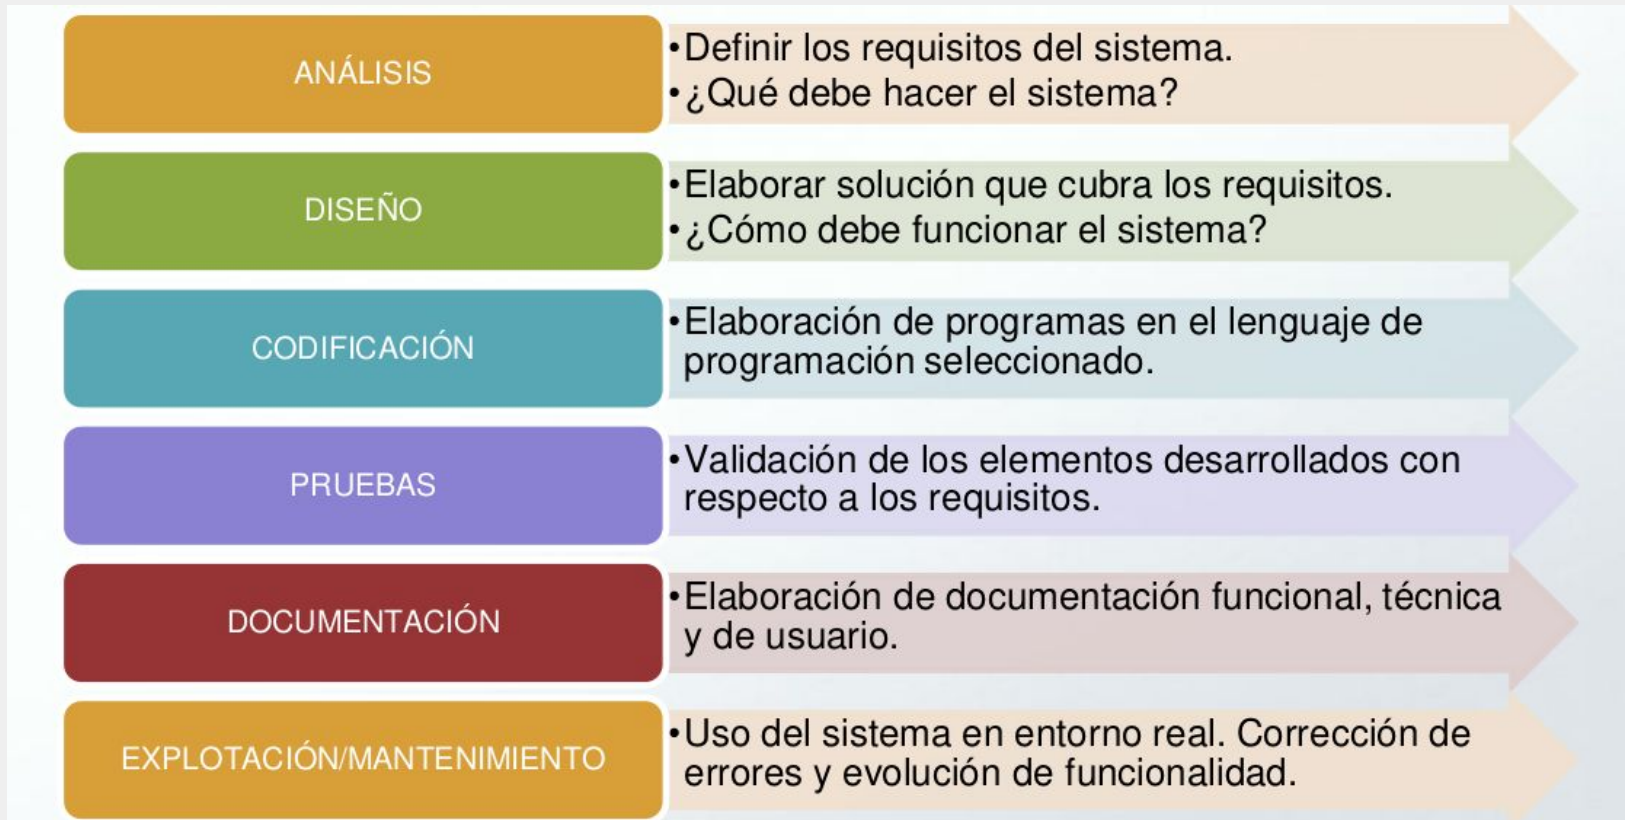 ANÁLISIS
•Definir los requisitos del sistema.
•¿Qué debe hacer el sistema?
DISEÑO
•Elaborar solución que cubra los requisitos.
•¿Cómo debe funcionar el sistema?
CODIFICACIÓN
•Elaboración de programas en el lenguaje de
programación seleccionado.
PRUEBAS
•Validación de los elementos desarrollados con
respecto a los requisitos.
DOCUMENTACIÓN
•Elaboración de documentación funcional, técnica
y de usuario.
EXPLOTACIÓN/MANTENIMIENTO
•Uso del sistema en entorno real. Corrección de
errores y evolución de funcionalidad.